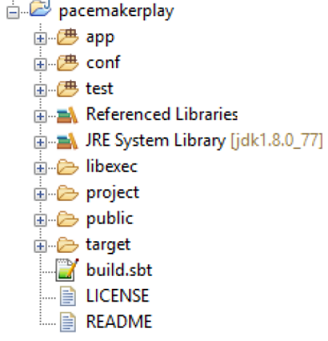 pacemakerplay
app
conf
test
Referenced Libraries
JRE System Library [jdk1.8.0_77]
libexec
project
public
target
build.sbt
LICENSE
README